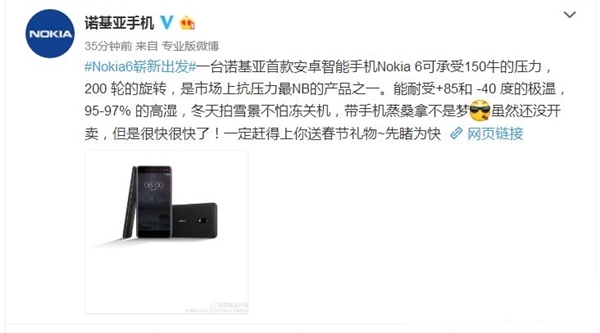 NOKIA
诺基亚手机
35分钟前 来自 专业版微博
#Nokia6崭新出发#一台诺基亚首款安卓智能手机Nokia 6可承受150牛的压力，
200 轮的旋转，是市场上抗压力最NB的产品之一。能耐受+85和 -40 度的极温，
95-97% 的高湿，冬天拍雪景不怕冻关机，带手机蒸桑拿不是梦虽然还没开
卖，但是很快很快了！一定赶得上你送春节礼物~先睹为快 网页链接
06:00